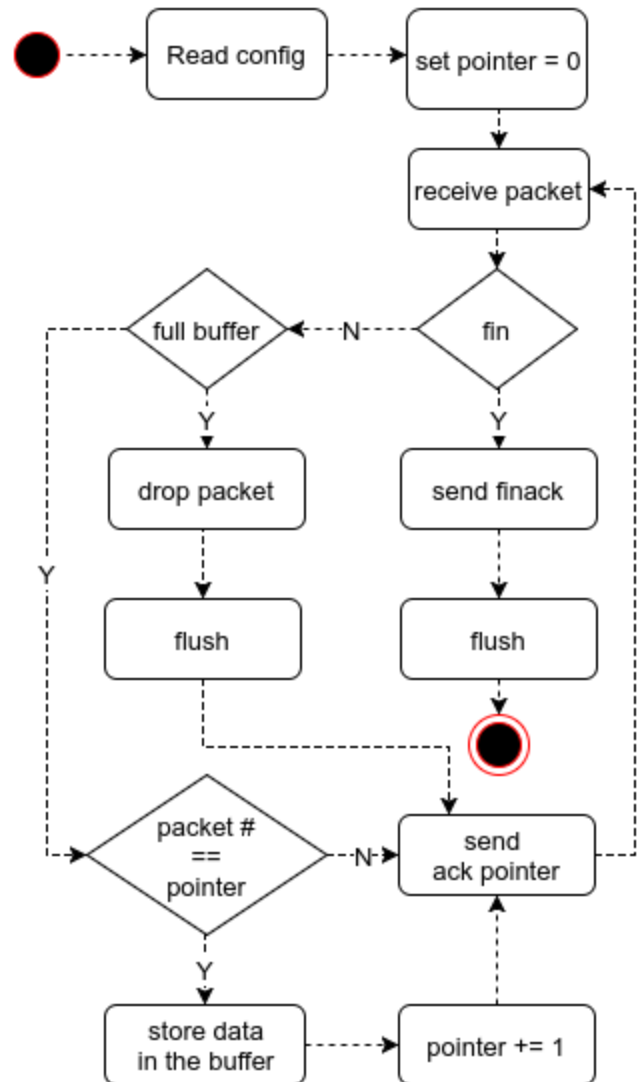 Read config
set pointer = 0
receive packet
full buffer
N
fin
Y
Y
drop packet
send finack
Y
flush
flush
packet #
==
pointer
N
send
ack pointer
Y
store data
in the buffer
pointer += 1